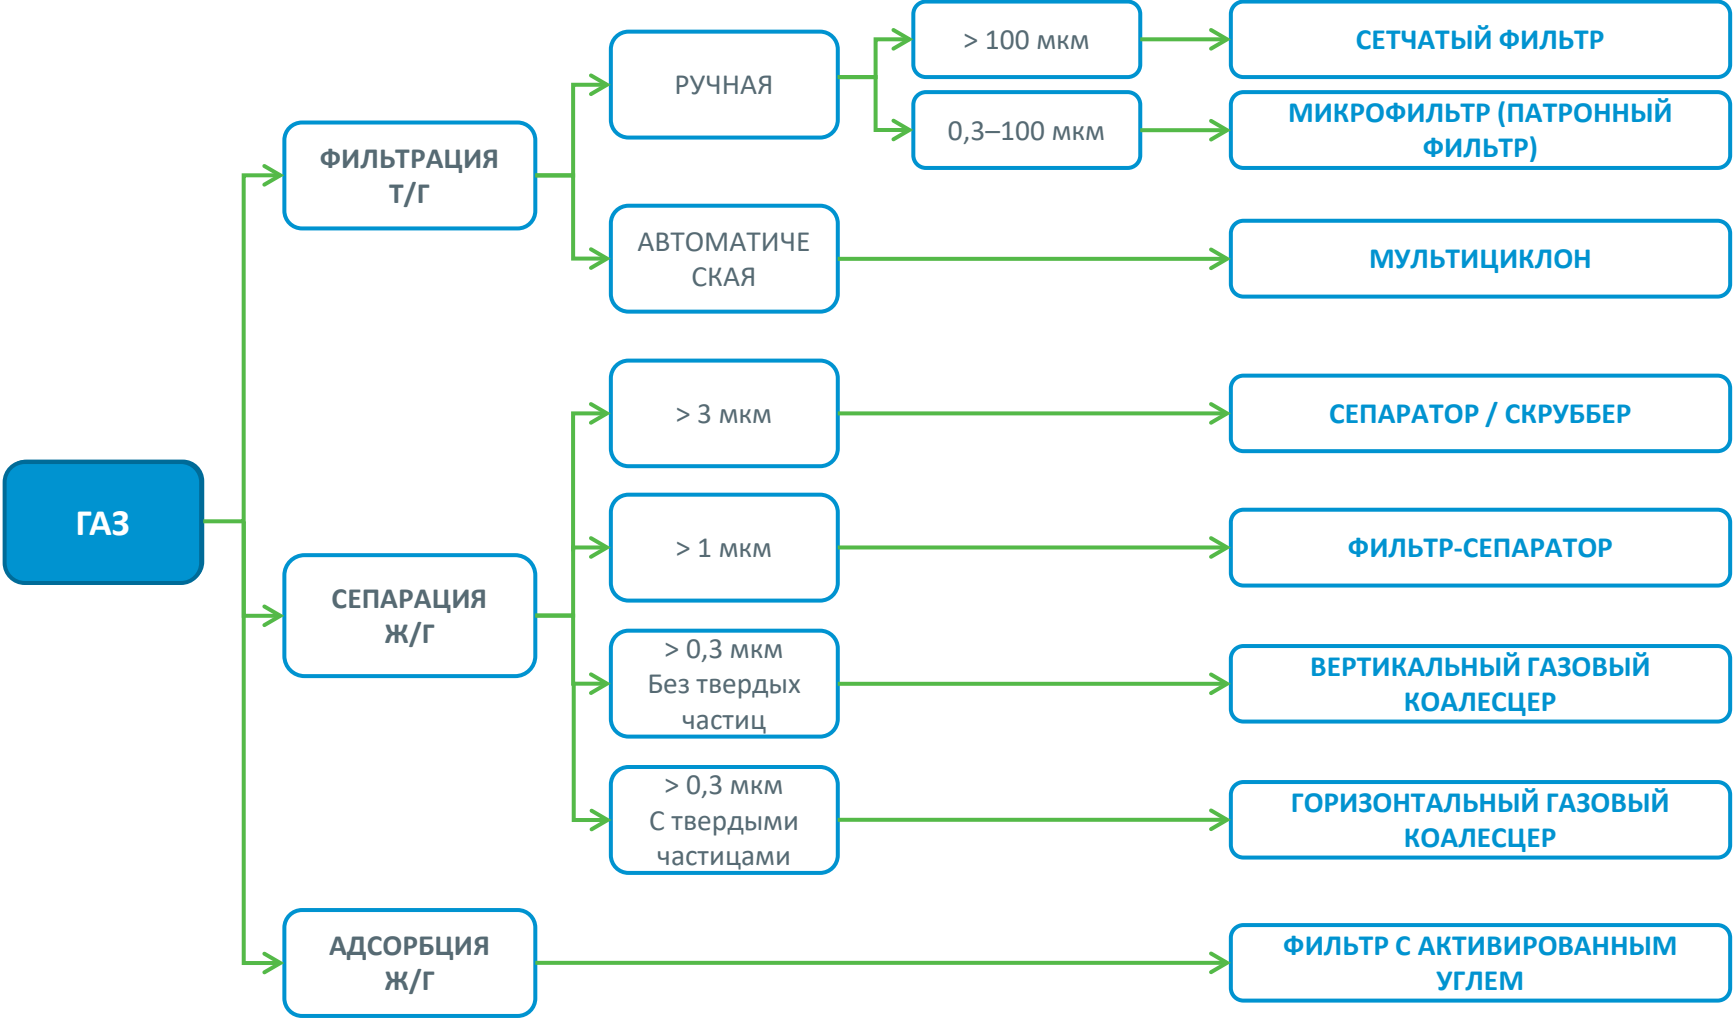 ГАЗ
ФИЛЬТРАЦИЯ
Т/Г
РУЧНАЯ
> 100 мкм
СЕТЧАТЫЙ ФИЛЬТР
0,3–100 мкм
МИКРОФИЛЬТР (ПАТРОННЫЙ
ФИЛЬТР)
АВТОМАТИЧЕ
СКАЯ
МУЛЬТИЦИКЛОН
СЕПАРАЦИЯ
Ж/Г
> 3 мкм
СЕПАРАТОР / СКРУББЕР
> 1 мкм
ФИЛЬТР-СЕПАРАТОР
> 0,3 мкм
Без твердых
частиц
ВЕРТИКАЛЬНЫЙ ГАЗОВЫЙ
КОАЛЕСЦЕР
> 0,3 мкм
С твердыми
частицами
ГОРИЗОНТАЛЬНЫЙ ГАЗОВЫЙ
КОАЛЕСЦЕР
АДСОРБЦИЯ
Ж/Г
ФИЛЬТР С АКТИВИРОВАННЫМ
УГЛЕМ